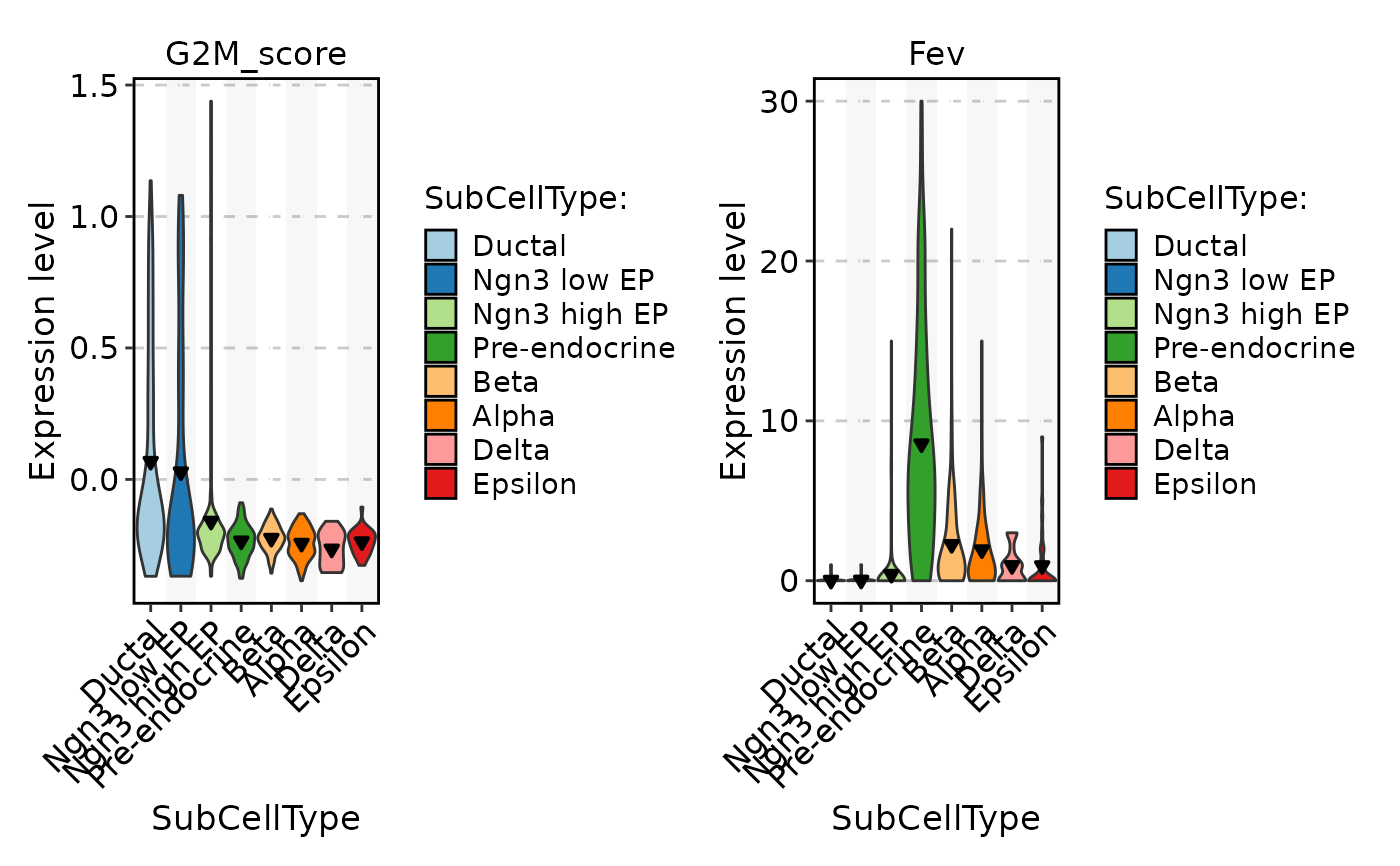 G2M_score
Expression level
1.5
1.0
0.5
0.0
Ductal
Ngn3 low EP
Ngn3 high EP
Pre-endocrine
Beta
Alpha
Delta
Epsilon
SubCellType
SubCellType:
Ductal
Ngn3 low EP
Ngn3 high EP
Pre-endocrine
Beta
Alpha
Delta
Epsilon
Fev
Expression level
30
20
10
0
Ductal
Ngn3 low EP
Ngn3 high EP
Pre-endocrine
Beta
Alpha
Delta
Epsilon
SubCellType
SubCellType:
Ductal
Ngn3 low EP
Ngn3 high EP
Pre-endocrine
Beta
Alpha
Delta
Epsilon